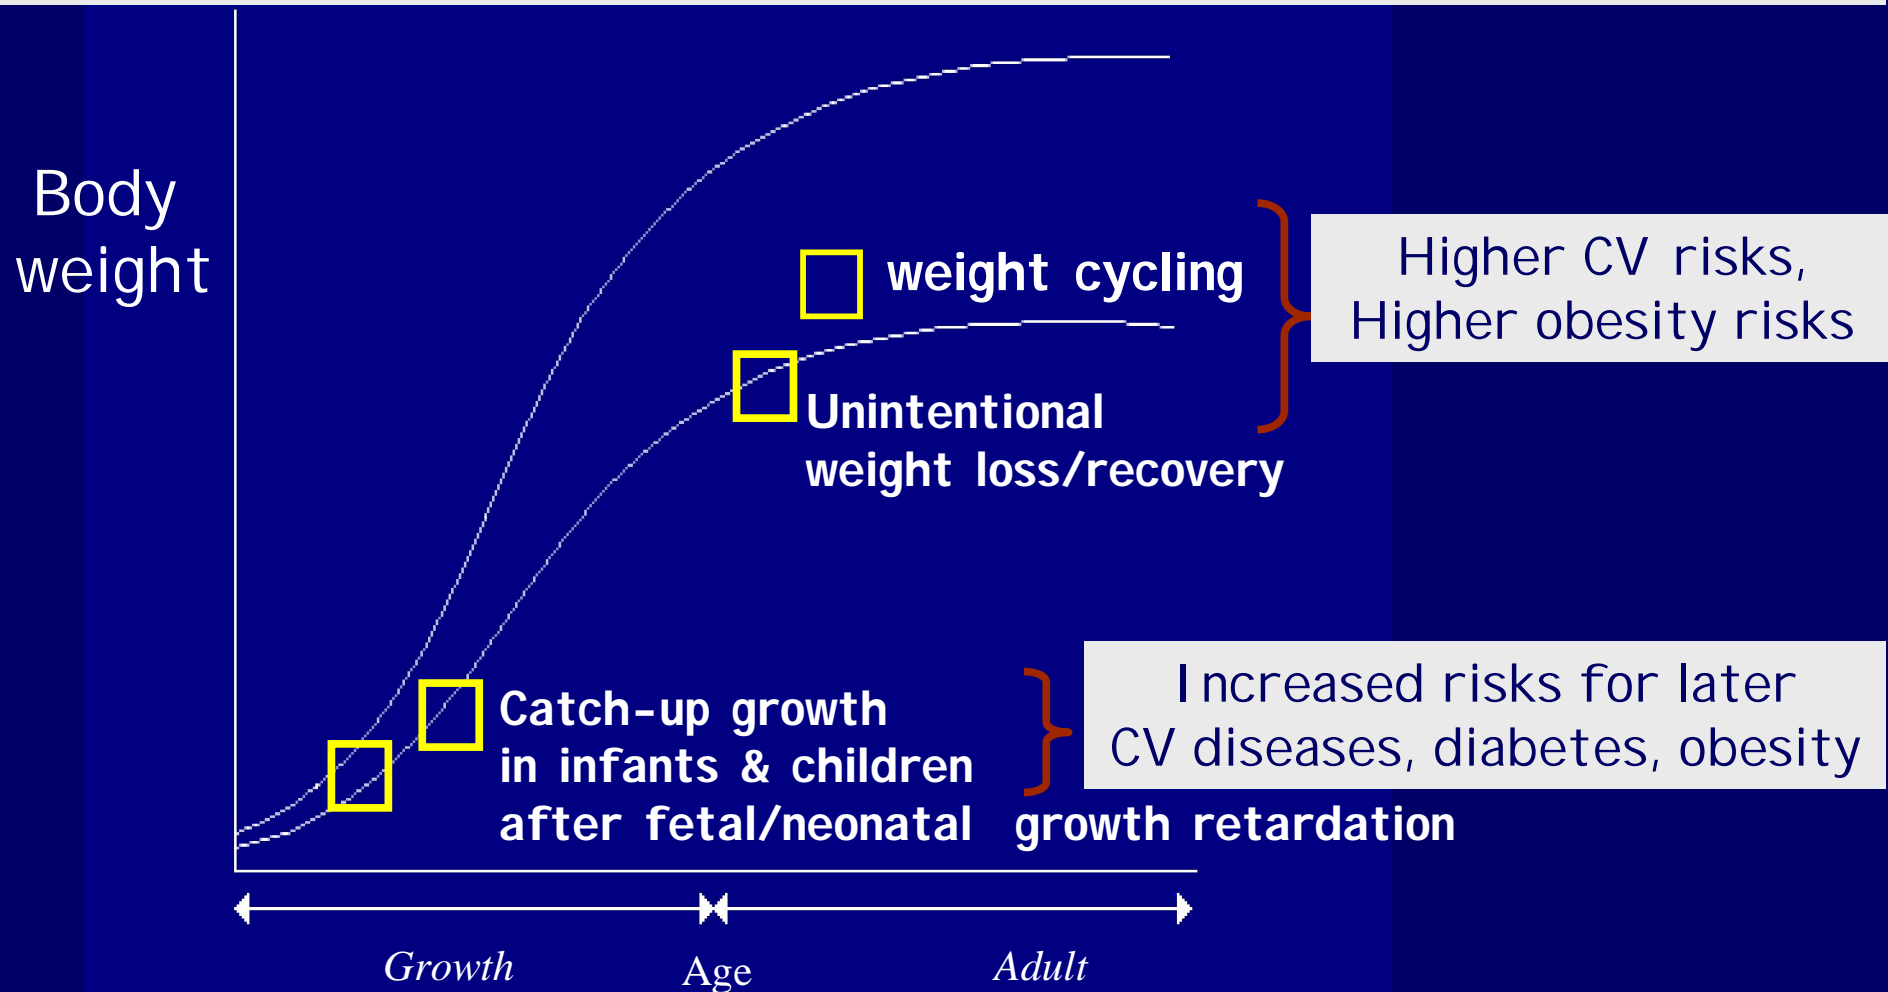 Body
weight
weight cycling
Higher CV risks,
Higher obesity risks
Unintentional
weight loss/recovery
Catch-up growth
in infants & children
after fetal/neonatal growth retardation
Increased risks for later
CV diseases, diabetes, obesity
Growth
Age
Adult